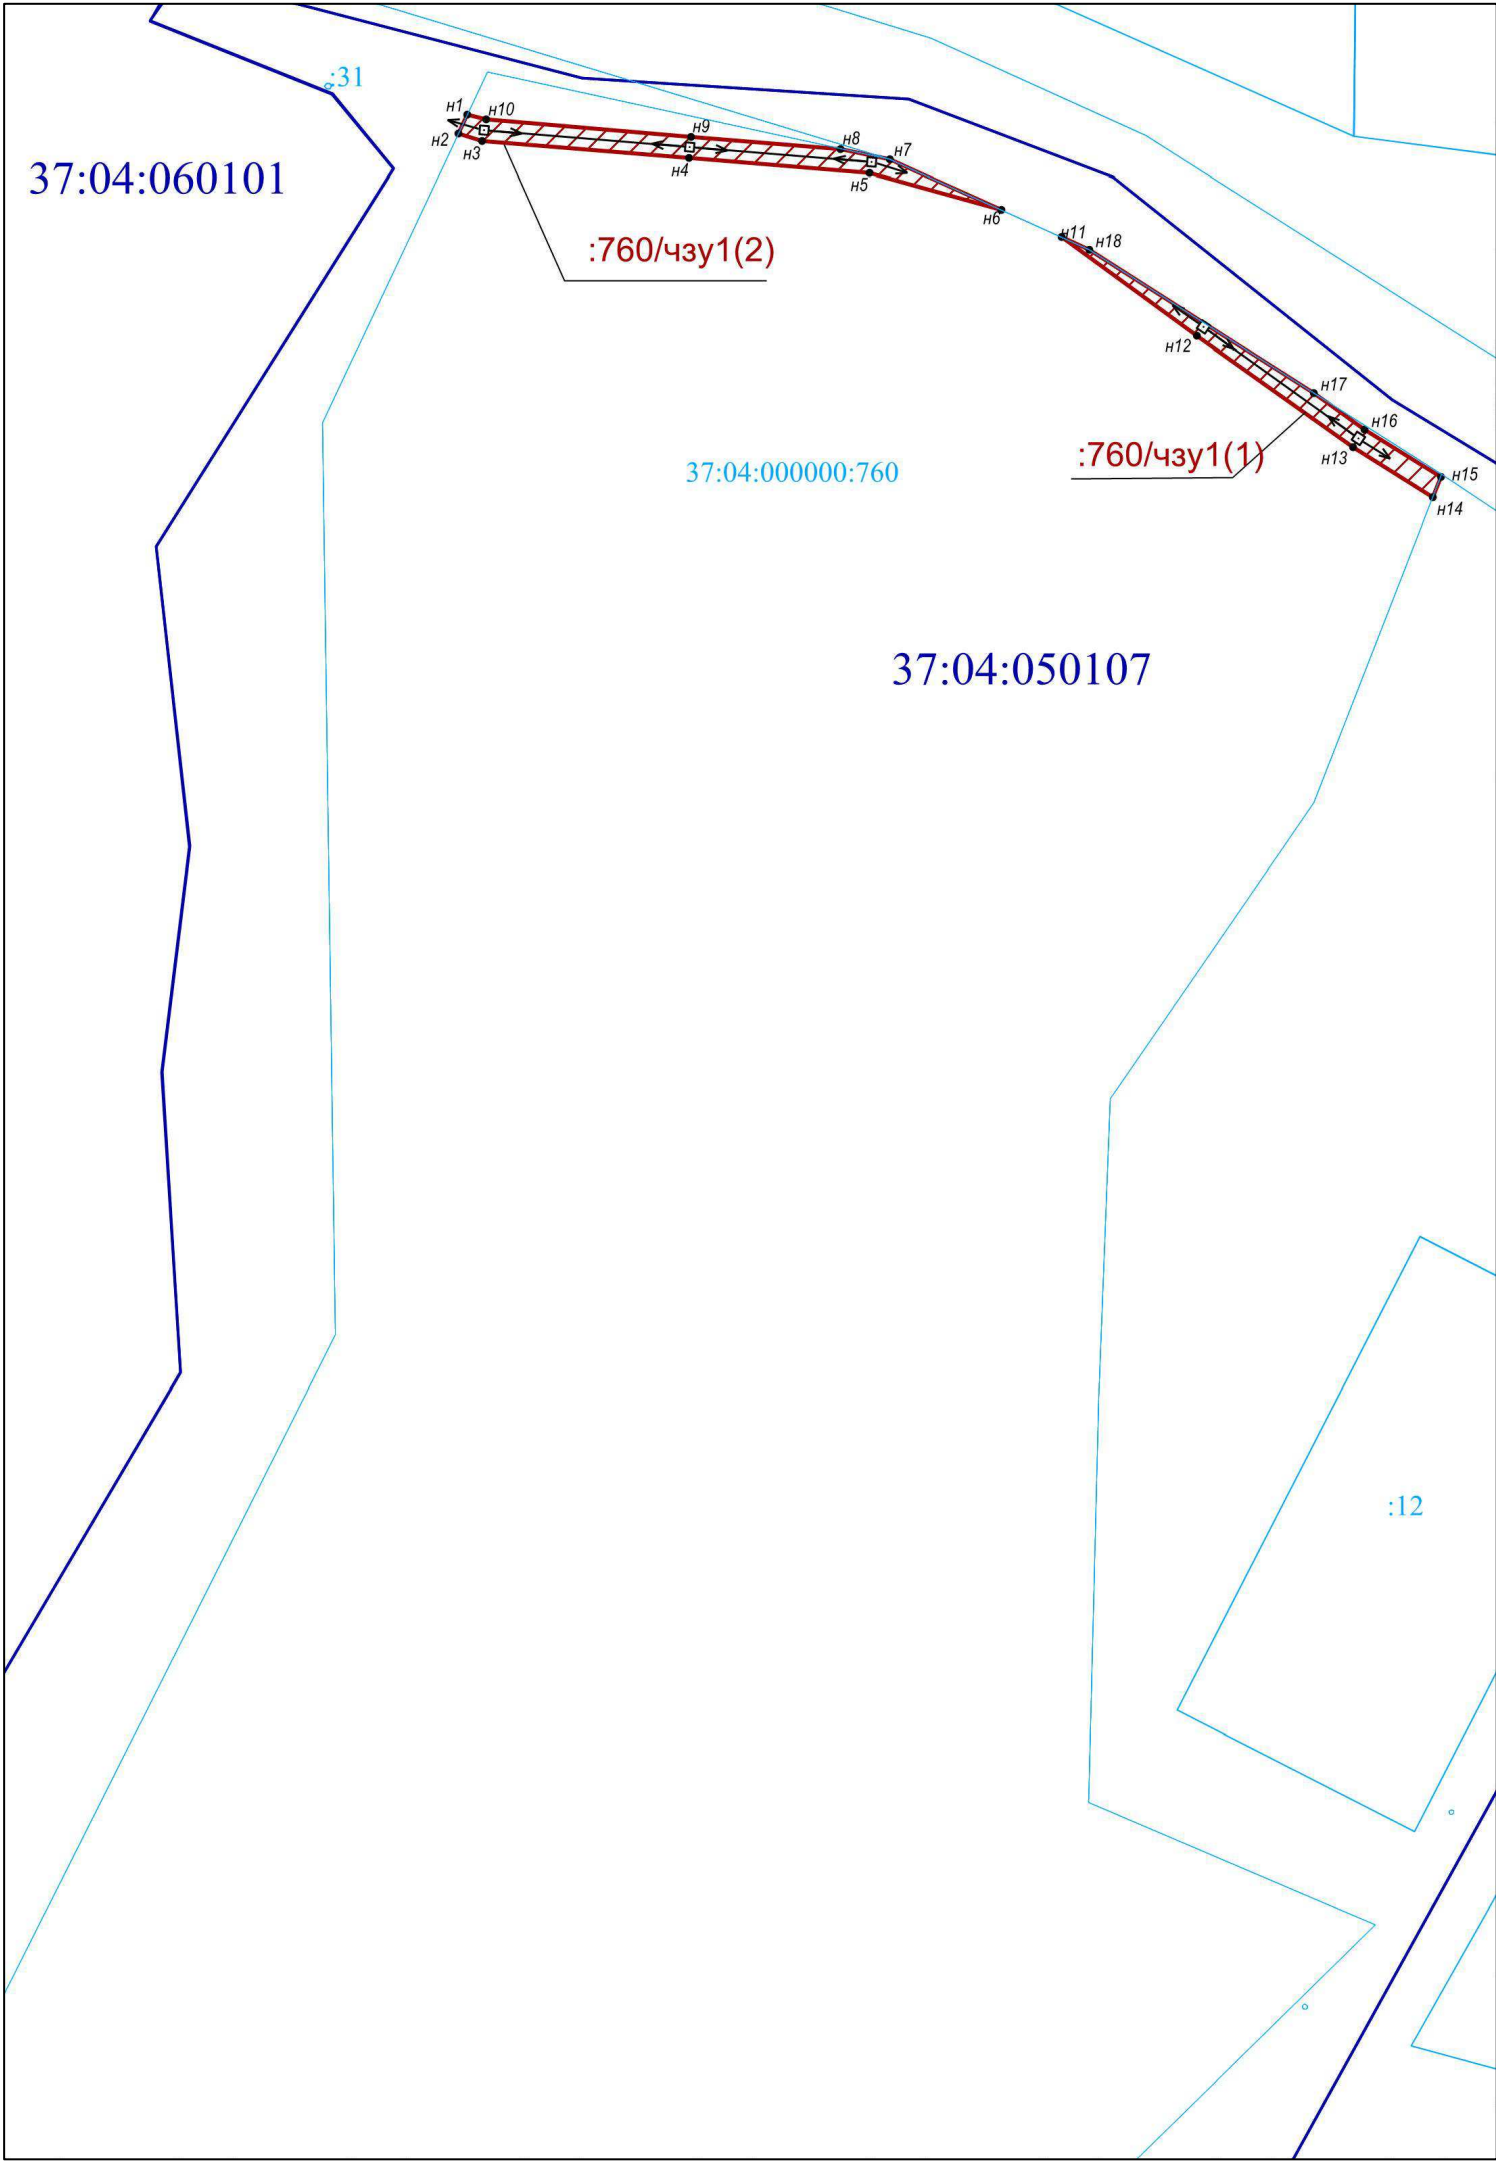 :31
н1
н10
н2
н3
н9
н4
н8
н7
н5
н6
37:04:060101
:760/чзу1(2)
н11
н18
н12
н17
н16
н13
н15
н14
:760/чзу1(1)
37:04:000000:760
37:04:050107
:12